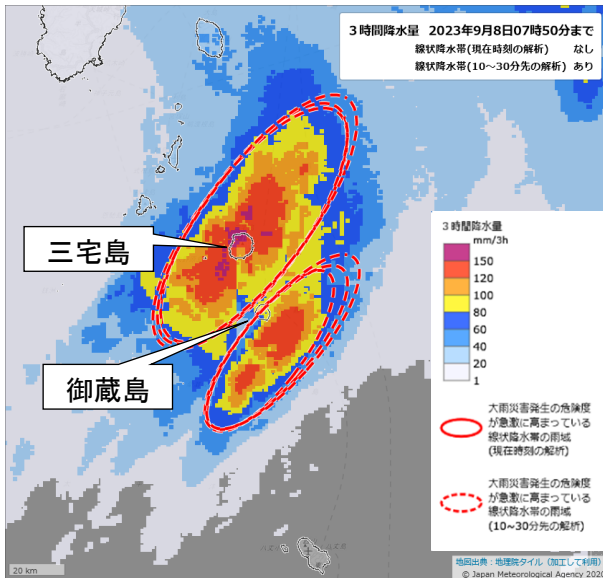 3時間降水量 2023年9月8日07時50分まで
線状降水帯(現在時刻の解析) なし
線状降水帯(10~30分先の解析) あり
三宅島
御蔵島
3時間降水量
mm/3h
150
120
100
80
60
40
20
1
大雨災害発生の危険度
が急激に高まっている
線状降水帯の雨域
(現在時刻の解析)
大雨災害発生の危険度
が急激に高まっている
線状降水帯の雨域
(10~30分先の解析)
20 km
地図出典:地理院タイル(加工して利用)
© Japan Meteorological Agency 2020